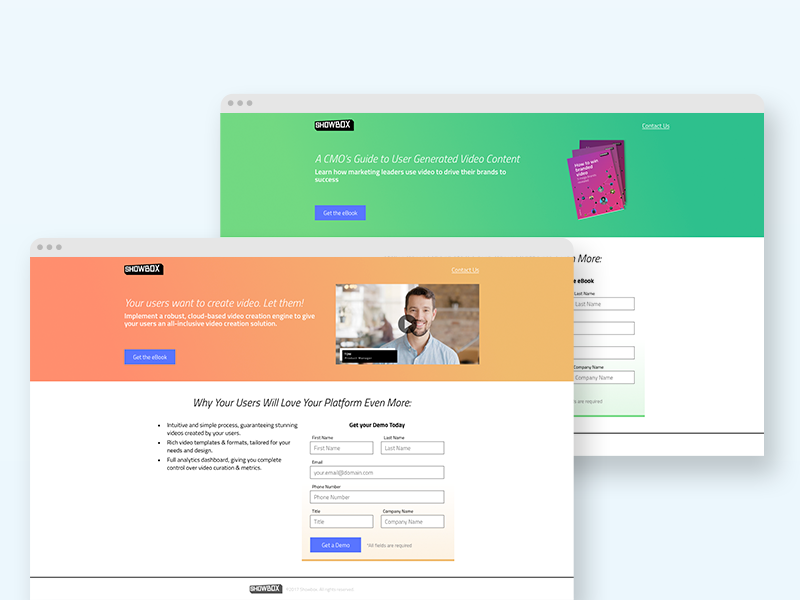 SHOWBOX
Contact Us
A CMO's Guide to User Generated Video Content
Learn how marketing leaders use video to drive their brands to
success
Get the eBook
How to win
branded
video
n More:
he eBook
Last Name
Last Name
Company Name
Company Name
ds are required
SHOWBOX
Contact Us
Your users want to create video. Let them!
Implement a robust, cloud-based video creation engine to give
your users an all-inclusive video creation solution.
Get the eBook
TOM
Product Manager
Why Your Users Will Love Your Platform Even More:
Intuitive and simple process, guaranteeing stunning
videos created by your users.
Rich video templates & formats, tailored for your
needs and design.
Full analytics dashboard, giving you complete
control over video curation & metrics.
Get your Demo Today
First Name Last Name
First Name Last Name
Email
your.email@domain.com
Phone Number
Phone Number
Title Company Name
Title Company Name
Get a Demo *All fields are required
SHOWBOX ©2017 Showbox. All rights reserved